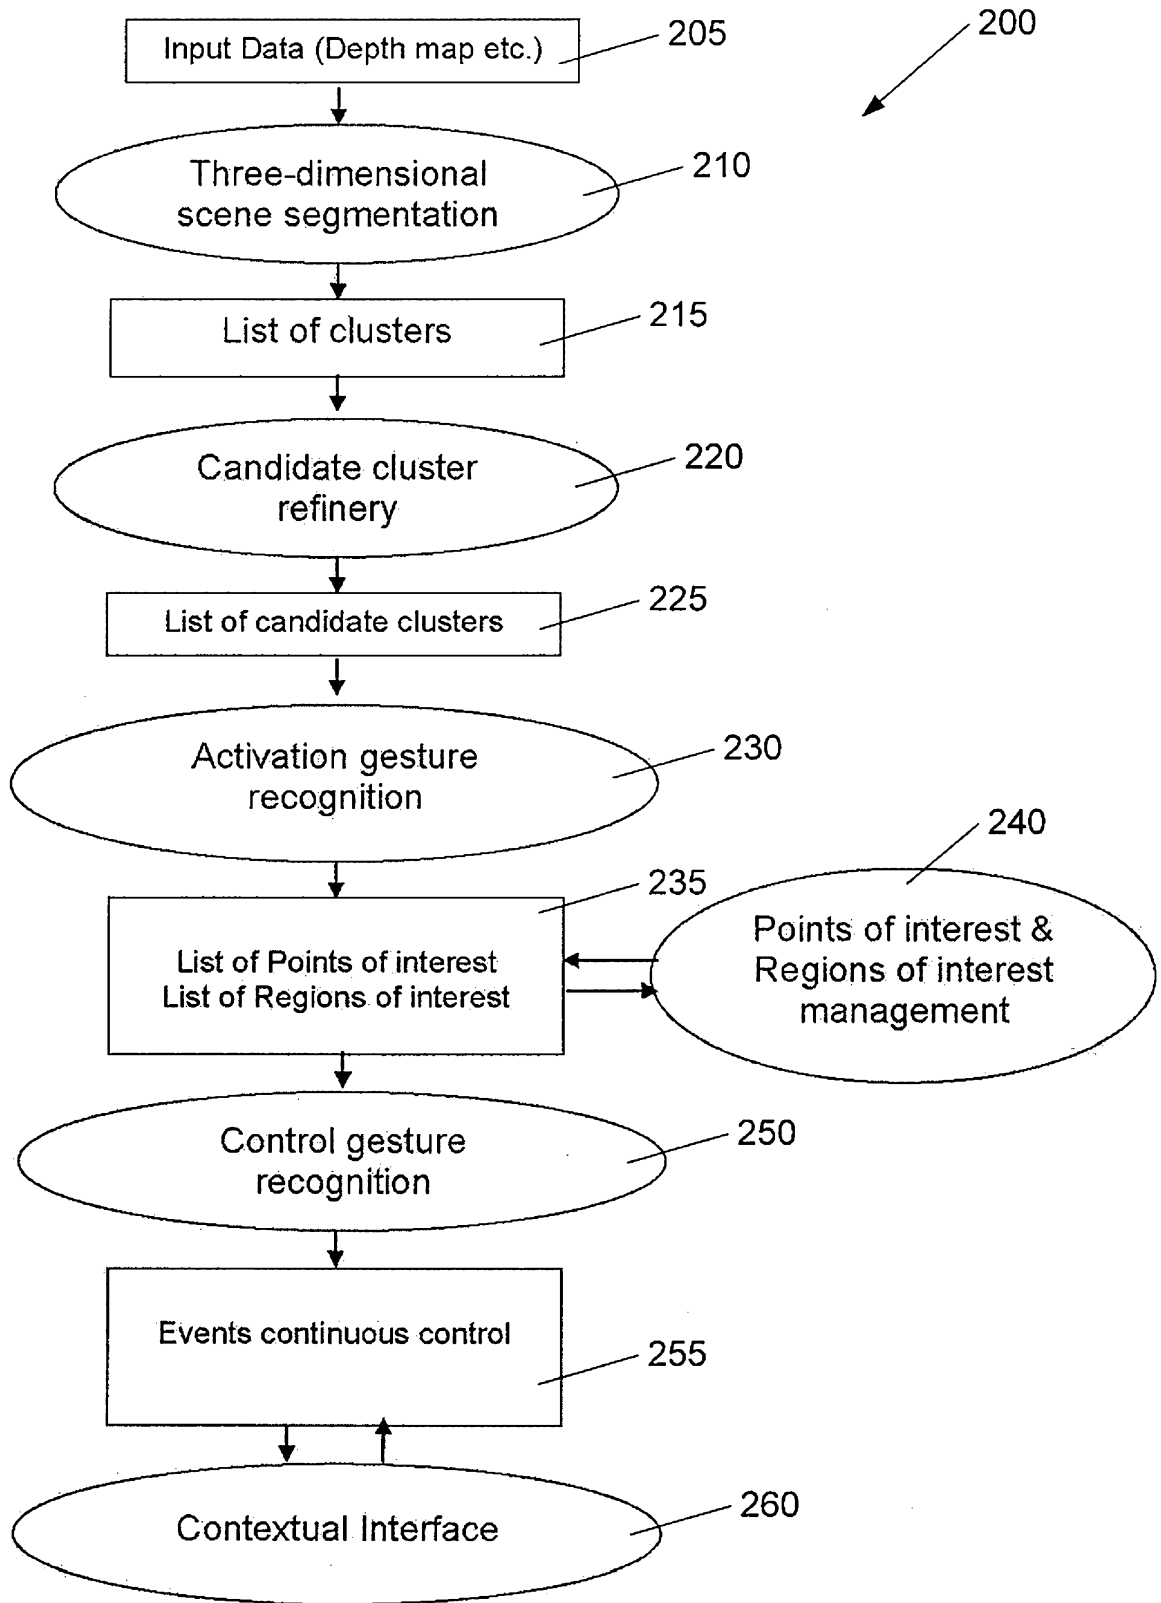 200
Input Data (Depth map etc.)
205
Three-dimensional
scene segmentation
210
List of clusters
215
Candidate cluster
refinery
220
List of candidate clusters
225
Activation gesture
recognition
230
List of Points of interest
List of Regions of interest
235
240
Points of interest &
Regions of interest
management
Control gesture
recognition
250
Events continuous control
255
Contextual Interface
260